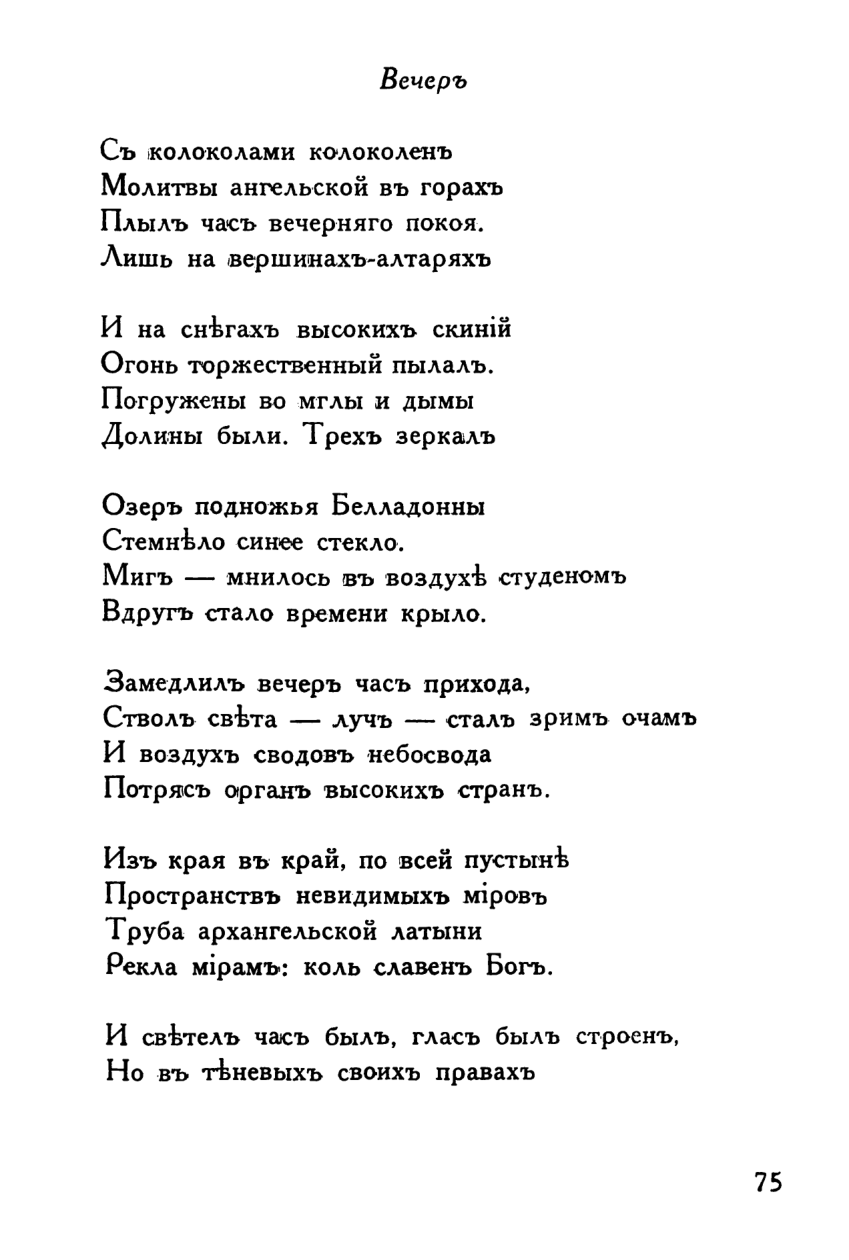 Вечеръ
Съ колоколами колоколенъ
Молитвы ангельской въ горахъ
Плылъ часъ вечерняго покоя.
Лишь на вершинахъ-алтаряхъ
И на снѣгахъ высокихъ скиній
Огонь торжественный пылалъ.
Погружены во мглы и дымы
Долины были. Трехъ зеркалъ
Озеръ подножья Белладонны
Стемнѣло синее стекло.
Мигъ — мнилось въ воздухѣ студеномъ
Вдругъ стало времени крыло.
Замедлилъ вечеръ часъ прихода,
Стволъ свѣта — лучъ — сталъ зримъ очамъ
И воздухъ сводовъ небосвода
Потрясъ органъ высокихъ странъ.
Изъ края въ край, по всей пустынѣ
Пространствъ невидимыхъ міровъ
Труба архангельской латыни
Рекла мірамъ: коль славенъ Богъ.
И свѣтелъ часъ былъ, гласъ былъ строенъ,
Но въ тѣневыхъ своихъ правахъ
75